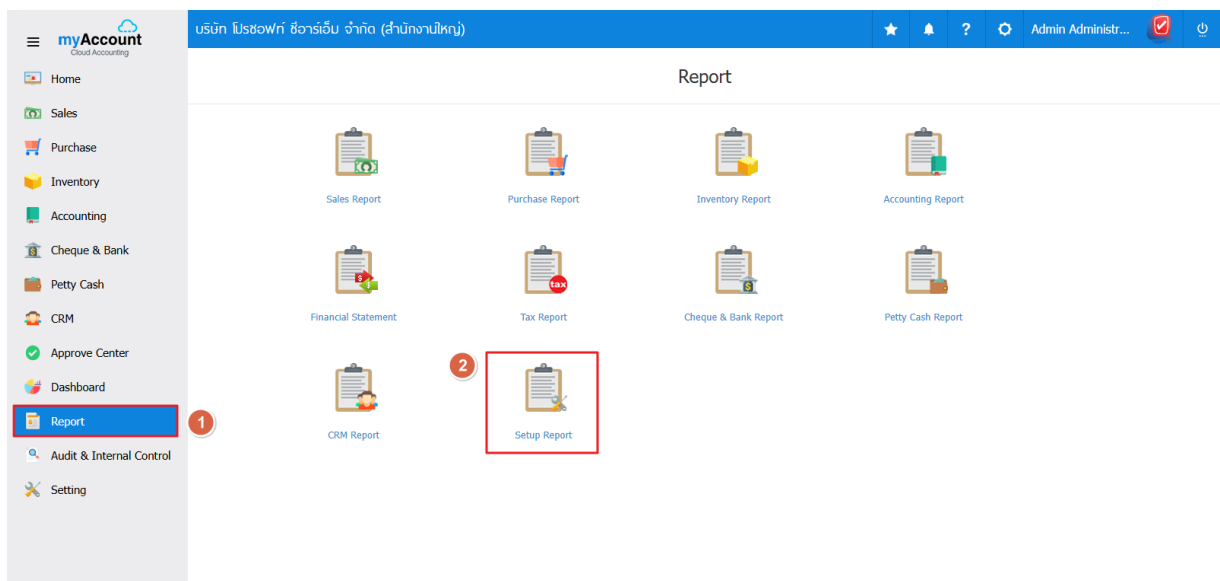 myAccount
Cloud Accounting
บริษัท โปรซอฟท์ ซีอาร์เอ็ม จำกัด (สำนักงานใหญ่)
?
Admin Administr...
Home
Sales
Purchase
Inventory
Accounting
Cheque & Bank
Petty Cash
CRM
Approve Center
Dashboard
Report
1
Audit & Internal Control
Setting
Report
Sales Report
Purchase Report
Inventory Report
Accounting Report
Financial Statement
tax
Tax Report
Cheque & Bank Report
Petty Cash Report
2
CRM Report
Setup Report